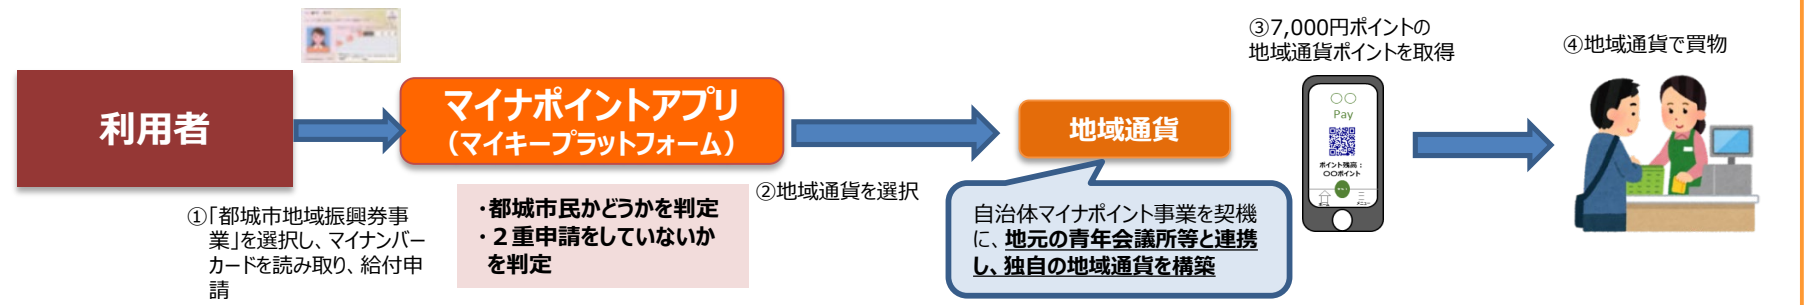 利用者
①「都城市地域振興券事
業」を選択し、マイナンバー
カードを読み取り、給付申
請
マイナポイントアプリ
（マイキープラットフォーム）
・都城市民かどうかを判定
・２重申請をしていないか
を判定
②地域通貨を選択
地域通貨
自治体マイナポイント事業を契機
に、地元の青年会議所等と連携
し、独自の地域通貨を構築
③7,000円ポイントの
地域通貨ポイントを取得
〇〇
Pay
ポイント残高：
〇〇ポイント
④地域通貨で買物